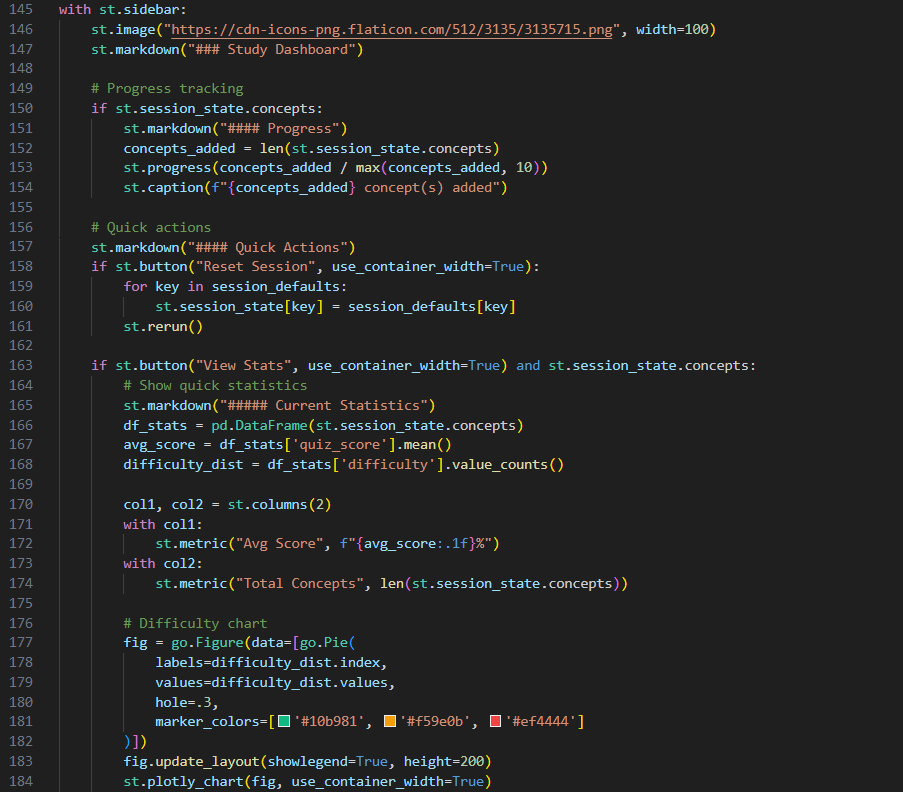 145 with st.sidebar:
146     st.image("https://cdn-icons-png.flaticon.com/512/3135/3135715.png", width=100)
147     st.markdown("### Study Dashboard")
148
149     # Progress tracking
150     if st.session_state.concepts:
151         st.markdown("#### Progress")
152         concepts_added = len(st.session_state.concepts)
153         st.progress(concepts_added / max(concepts_added, 10))
154         st.caption(f"{concepts_added} concept(s) added")
155
156     # Quick actions
157     st.markdown("#### Quick Actions")
158     if st.button("Reset Session", use_container_width=True):
159         for key in session_defaults:
160             st.session_state[key] = session_defaults[key]
161         st.rerun()
162
163     if st.button("View Stats", use_container_width=True) and st.session_state.concepts:
164         # Show quick statistics
165         st.markdown("##### Current Statistics")
166         df_stats = pd.DataFrame(st.session_state.concepts)
167         avg_score = df_stats['quiz_score'].mean()
168         difficulty_dist = df_stats['difficulty'].value_counts()
169
170         col1, col2 = st.columns(2)
171         with col1:
172             st.metric("Avg Score", f"{avg_score:.1f}%")
173         with col2:
174             st.metric("Total Concepts", len(st.session_state.concepts))
175
176         # Difficulty chart
177         fig = go.Figure(data=[go.Pie(
178             labels=difficulty_dist.index,
179             values=difficulty_dist.values,
180             hole=.3,
181             marker_colors=['#10b981', '#f59e0b', '#ef4444']
182         )])
183         fig.update_layout(showlegend=True, height=200)
184         st.plotly_chart(fig, use_container_width=True)